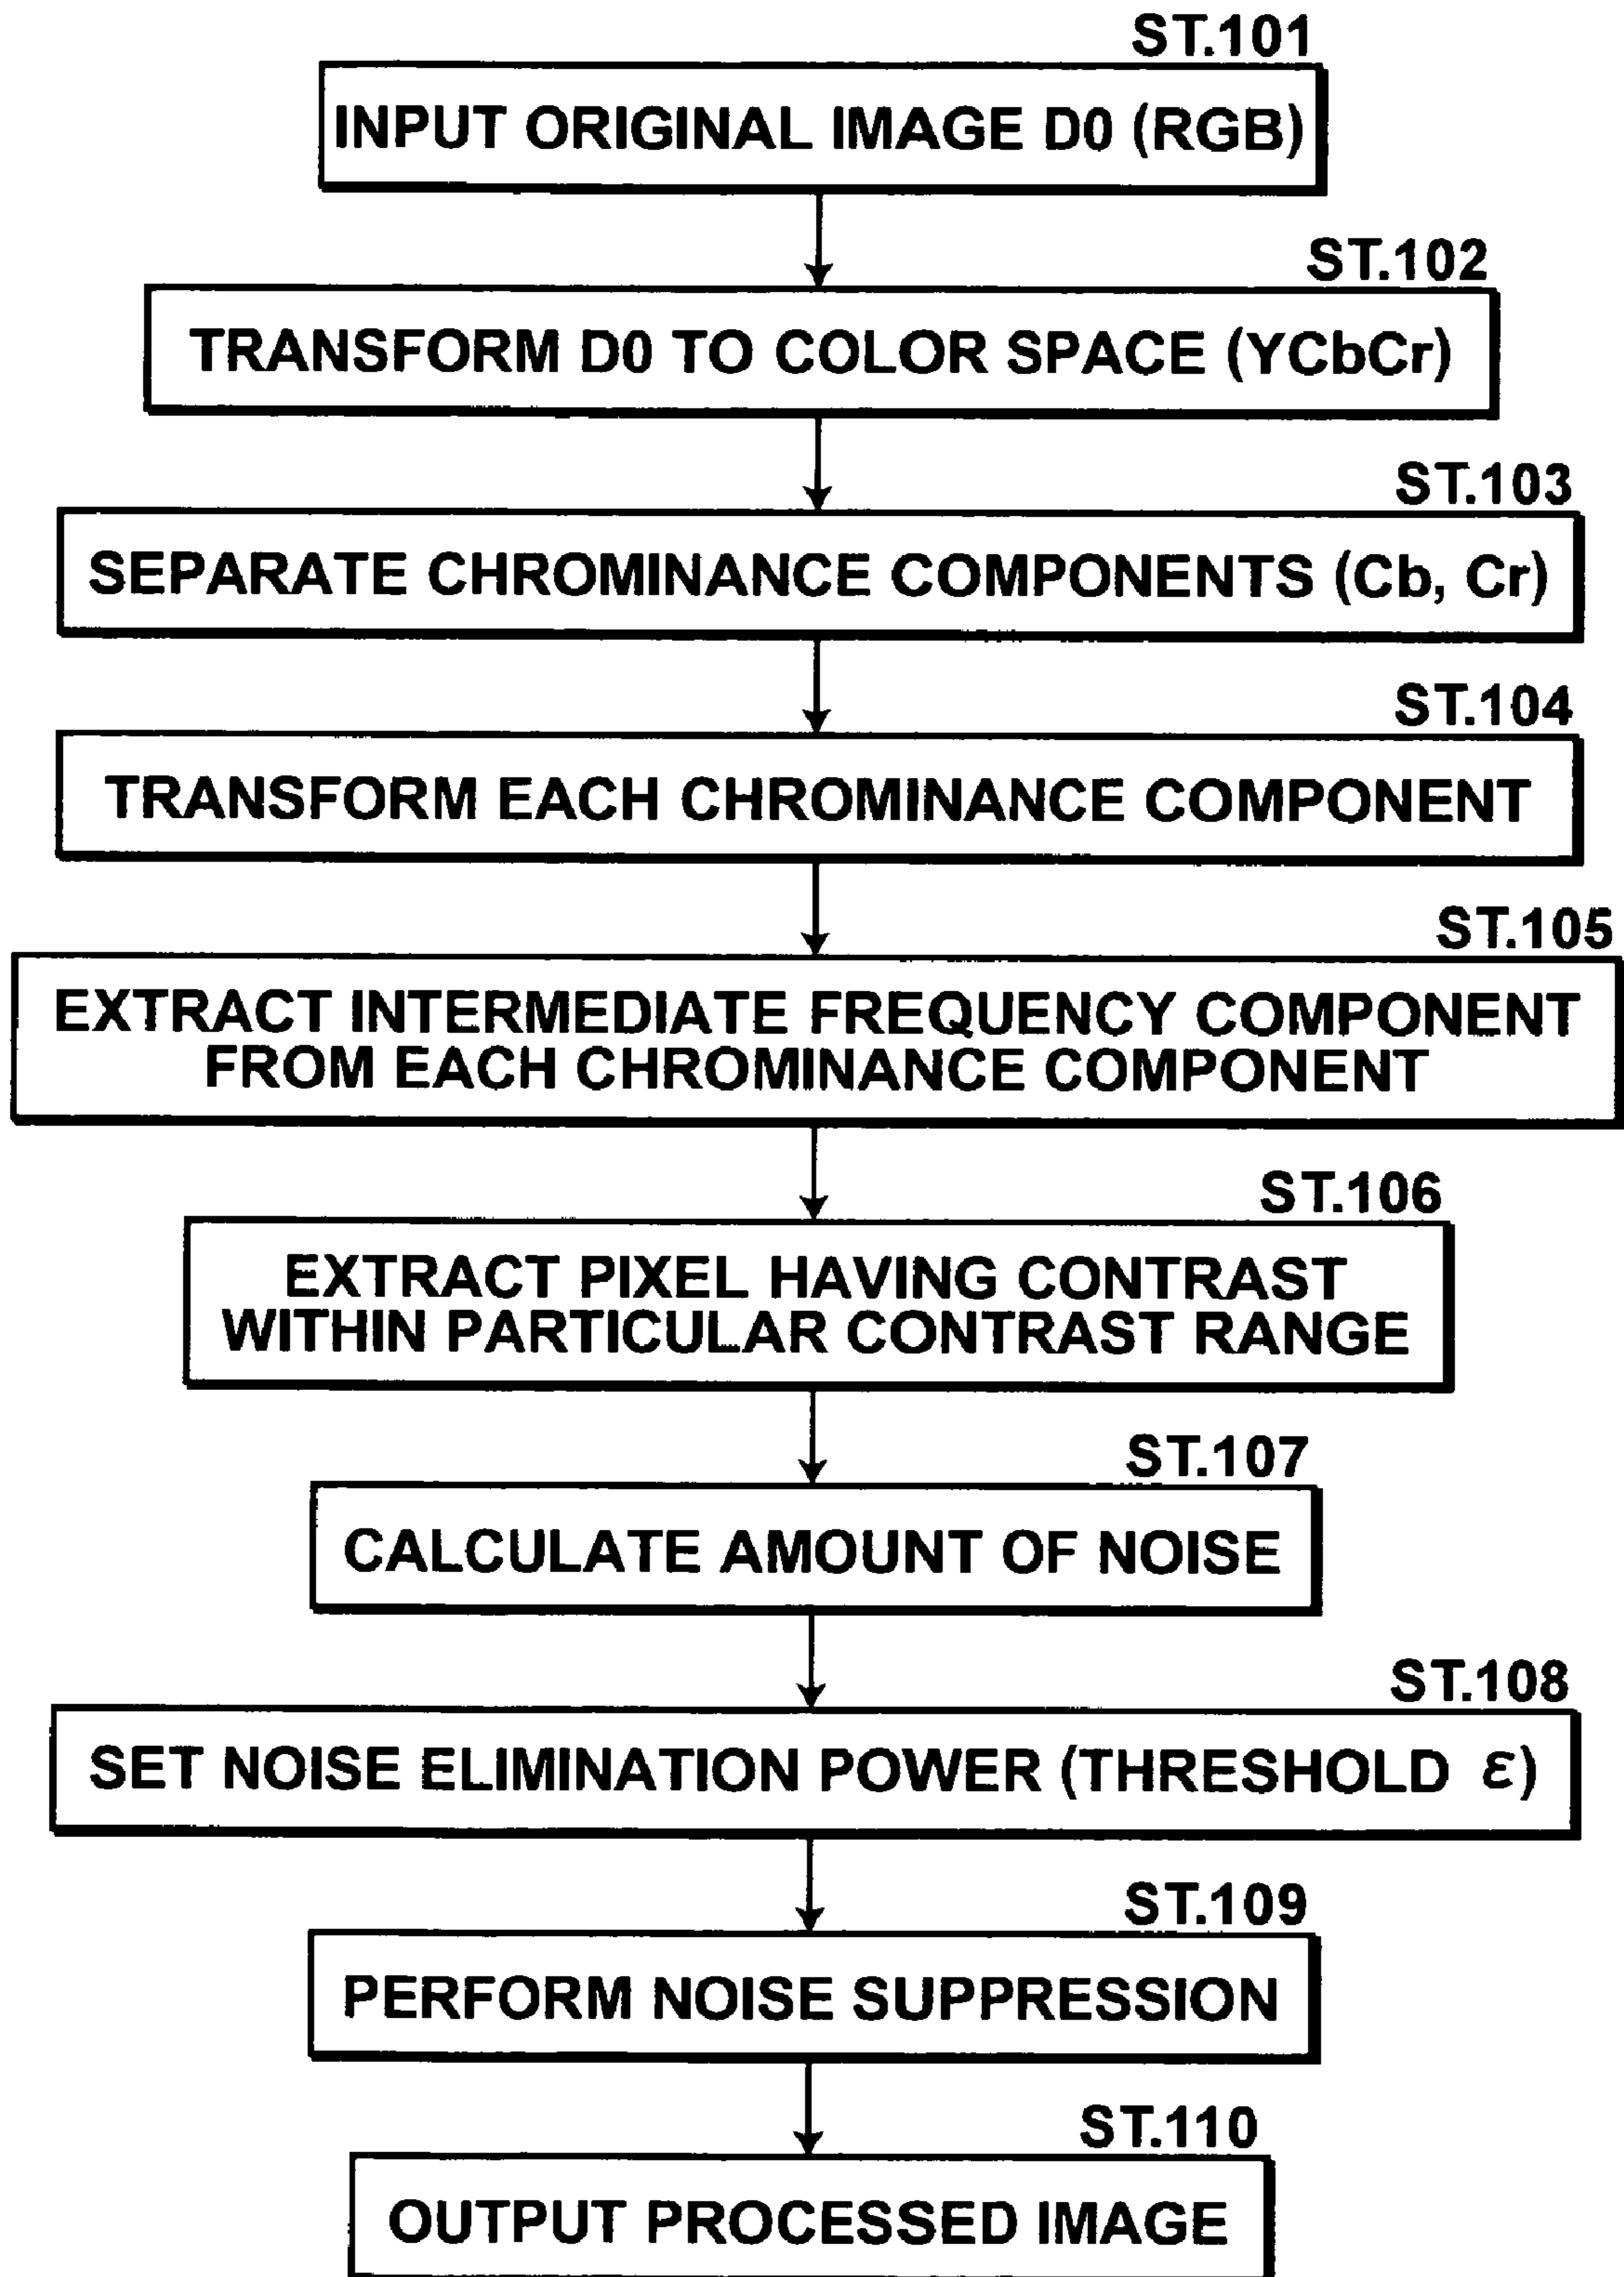 ST.101
INPUT ORIGINAL IMAGE D0 (RGB)
ST.102
TRANSFORM D0 TO COLOR SPACE (YCbCr)
ST.103
SEPARATE CHROMINANCE COMPONENTS (Cb, Cr)
ST.104
TRANSFORM EACH CHROMINANCE COMPONENT
ST.105
EXTRACT INTERMEDIATE FREQUENCY COMPONENT
FROM EACH CHROMINANCE COMPONENT
ST.106
EXTRACT PIXEL HAVING CONTRAST
WITHIN PARTICULAR CONTRAST RANGE
ST.107
CALCULATE AMOUNT OF NOISE
ST.108
SET NOISE ELIMINATION POWER (THRESHOLD ε)
ST.109
PERFORM NOISE SUPPRESSION
ST.110
OUTPUT PROCESSED IMAGE